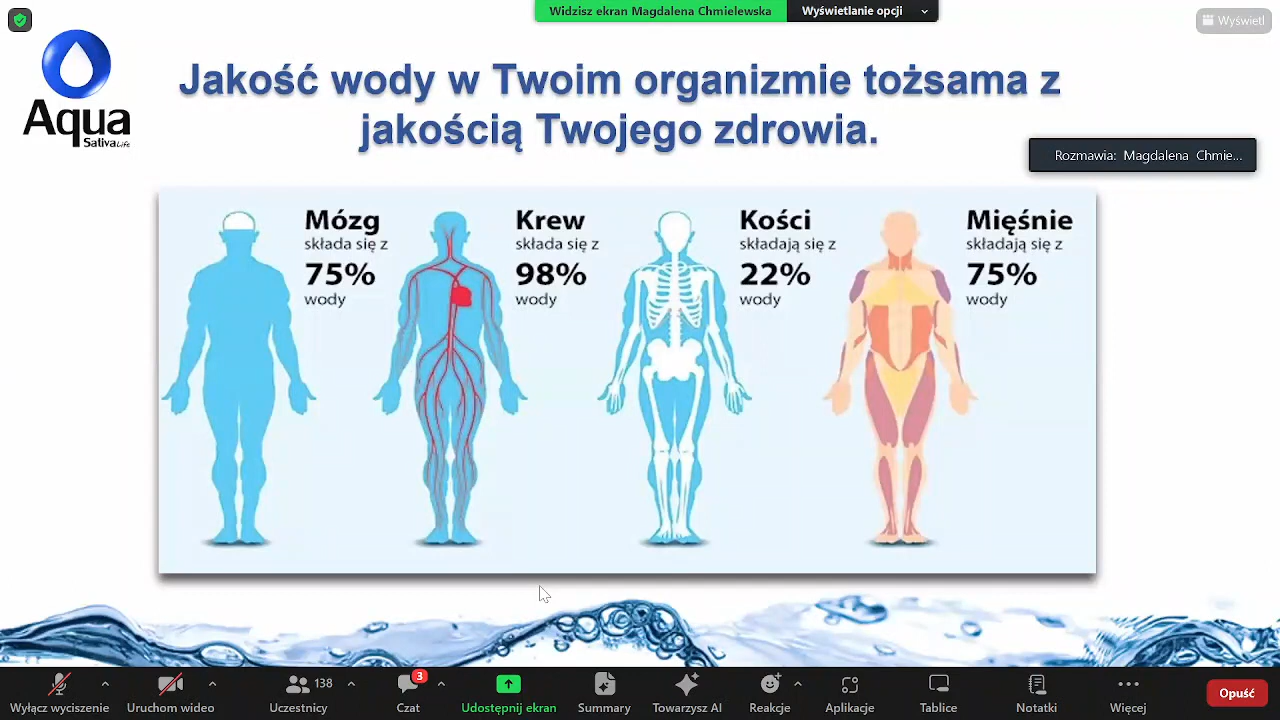 Widzisz ekran Magdalena Chmielewska
Wyświetlanie opcji
Wyświetl
Aqua
SativaLife
Jakość wody w Twoim organizmie tożsama z
jakością Twojego zdrowia.
Rozmawia: Magdalena Chmie...
Mózg
składa się z
75%
wody
Krew
składa się z
98%
wody
Kości
składają się z
22%
wody
Mięśnie
składają się z
75%
wody
Wyłącz wyciszenie
Uruchom wideo
138
Uczestnicy
3
Czat
Udostępnij ekran
Summary
Towarzysz AI
Reakcje
Aplikacje
Tablice
Notatki
Więcej
Opuść